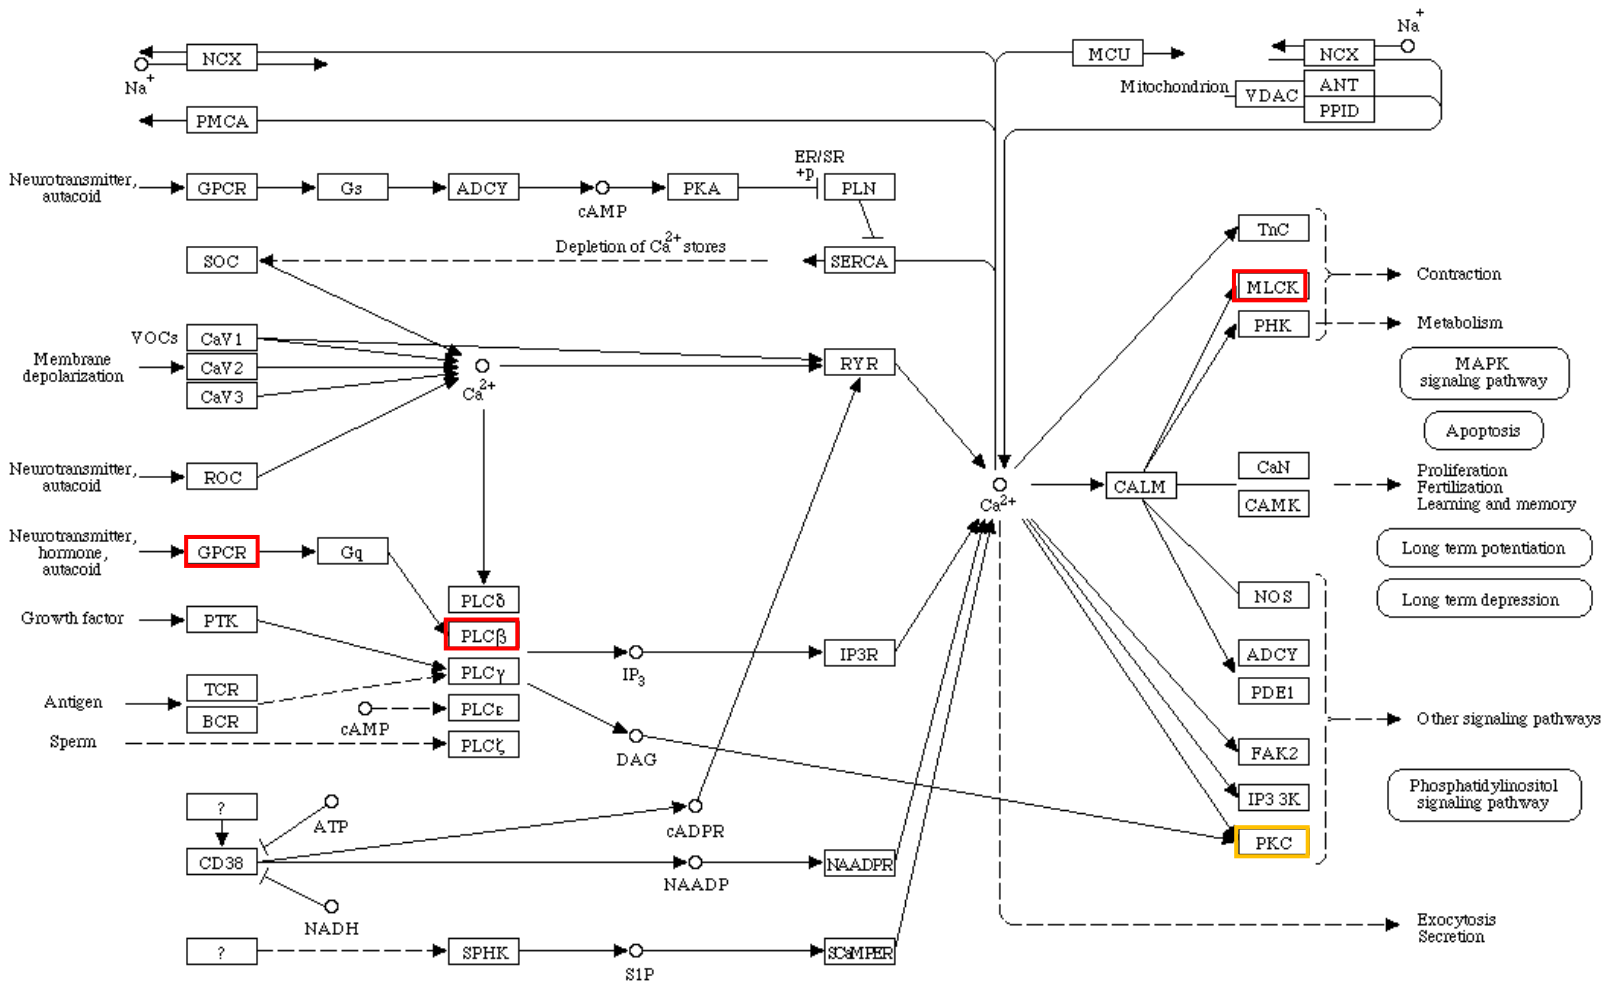 Na+
NCX
MCU
NCX
Na+
Mitochondrion
VDAC
ANT
PPID
PMCA
Neurotransmitter,
autacoid
GPCR
Gs
ADCY
cAMP
PKA
ER/SR
+p
PLN
SOC
Depletion of Ca2+ stores
SERCA
TnC
MLCK
PHK
Contraction
Metabolism
VOCs
CaV1
Membrane
depolarization
CaV2
CaV3
Ca2+
RYR
MAPK
signalng pathway
Apoptosis
Neurotransmitter,
autacoid
ROC
Ca2+
CALM
CaN
CAMK
Proliferation
Fertilization
Learning and memory
Neurotransmitter,
hormone,
autacoid
GPCR
Gq
Long term potentiation
Long term depression
PLCδ
PLCβ
PLCγ
PLCε
PLCζ
Growth factor
PTK
IP3
IP3R
NOS
ADCY
PDE1
Antigen
TCR
BCR
cAMP
Sperm
DAG
FAK2
IP3 3K
PKC
Other signaling pathways
Phosphatidylinositol
signaling pathway
?
ATP
CD38
cADPR
NAADP
NAADPR
NADH
?
SPHK
S1P
SCaMPER
Exocytosis
Secretion